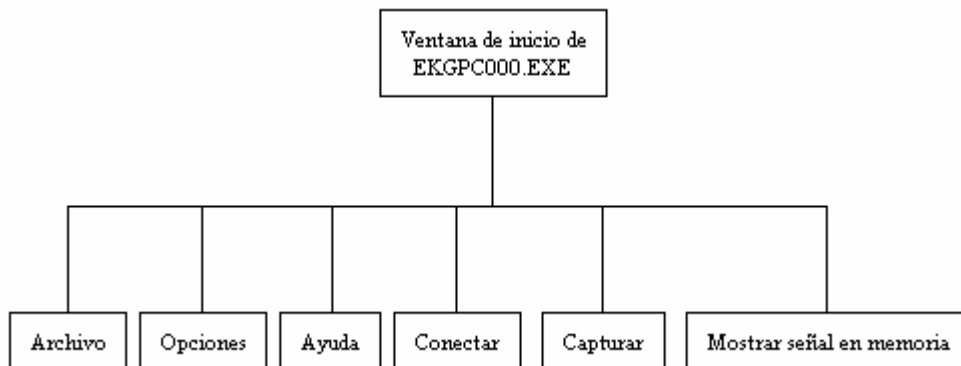 Ventana de inicio de
EKGPC000.EXE
Archivo
Opciones
Ayuda
Conectar
Capturar
Mostrar señal en memoria